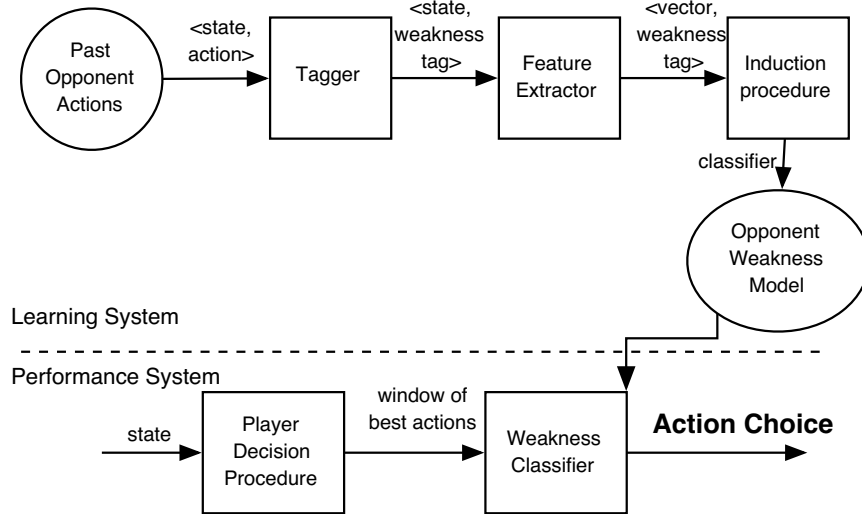 Past
Opponent
Actions
<state,
action>
Tagger
<state,
weakness
tag>
Feature
Extractor
<vector,
weakness
tag>
Induction
procedure
classifier
Opponent
Weakness
Model
Learning System
Performance System
state
Player
Decision
Procedure
window of
best actions
Weakness
Classifier
Action Choice